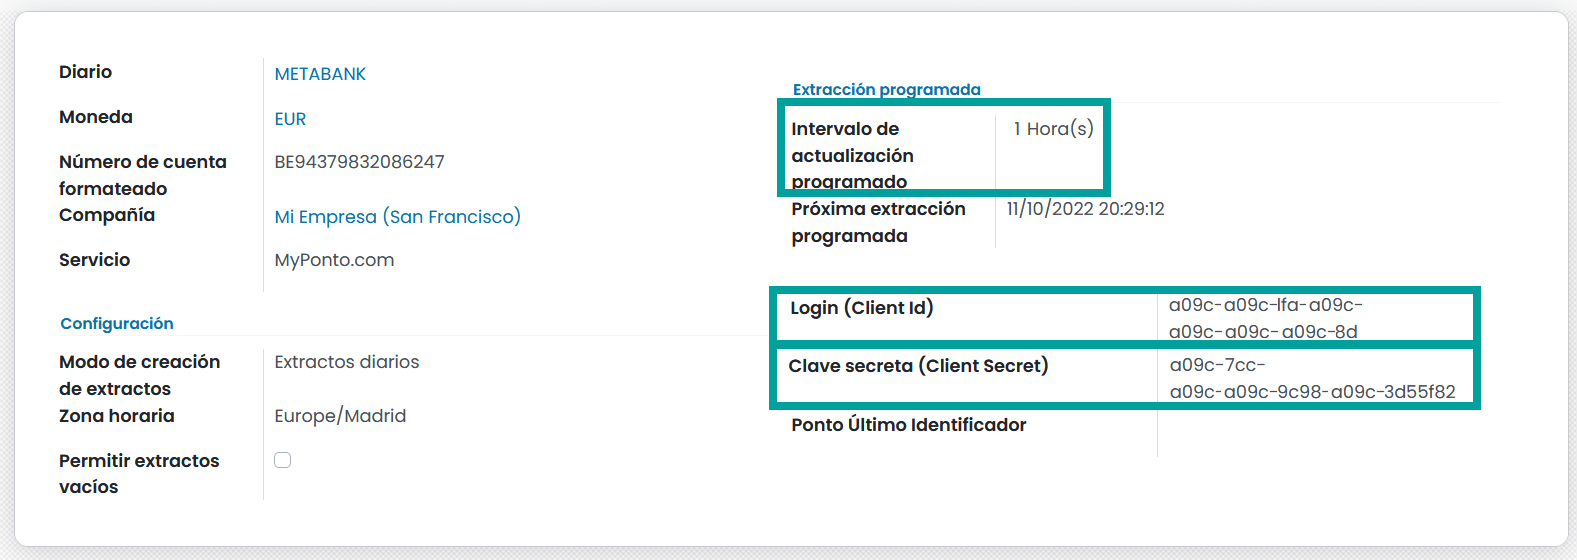 Diario
METABANK
Moneda
EUR
Número de cuenta
formateado
BE94379832086247
Compañía
Mi Empresa (San Francisco)
Servicio
MyPonto.com
Configuración
Modo de creación
de extractos
Extractos diarios
Zona horaria
Europe/Madrid
Permitir extractos
vacíos
Extracción programada
Intervalo de
actualización
programado
1 Hora(s)
Próxima extracción
programada
11/10/2022 20:29:12
Login (Client Id)
a09c-a09c-lfa-a09c-
a09c-a09c-a09c-8d
Clave secreta (Client Secret)
a09c-7cc-
a09c-a09c-9c98-a09c-3d55f82
Ponto Último Identificador